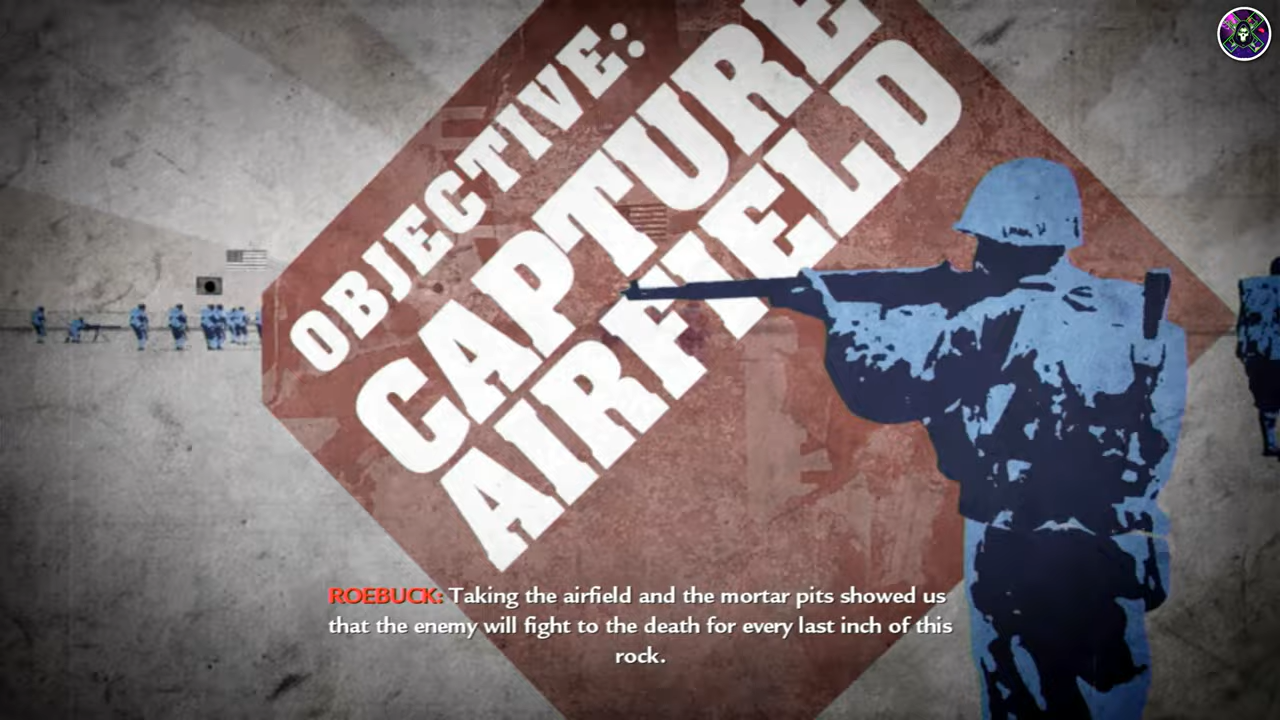 OBJECTIVE:
CAPTURE
AIRFIELD
ROEBUCK: Taking the airfield and the mortar pits showed us
that the enemy will fight to the death for every last inch of this
rock.